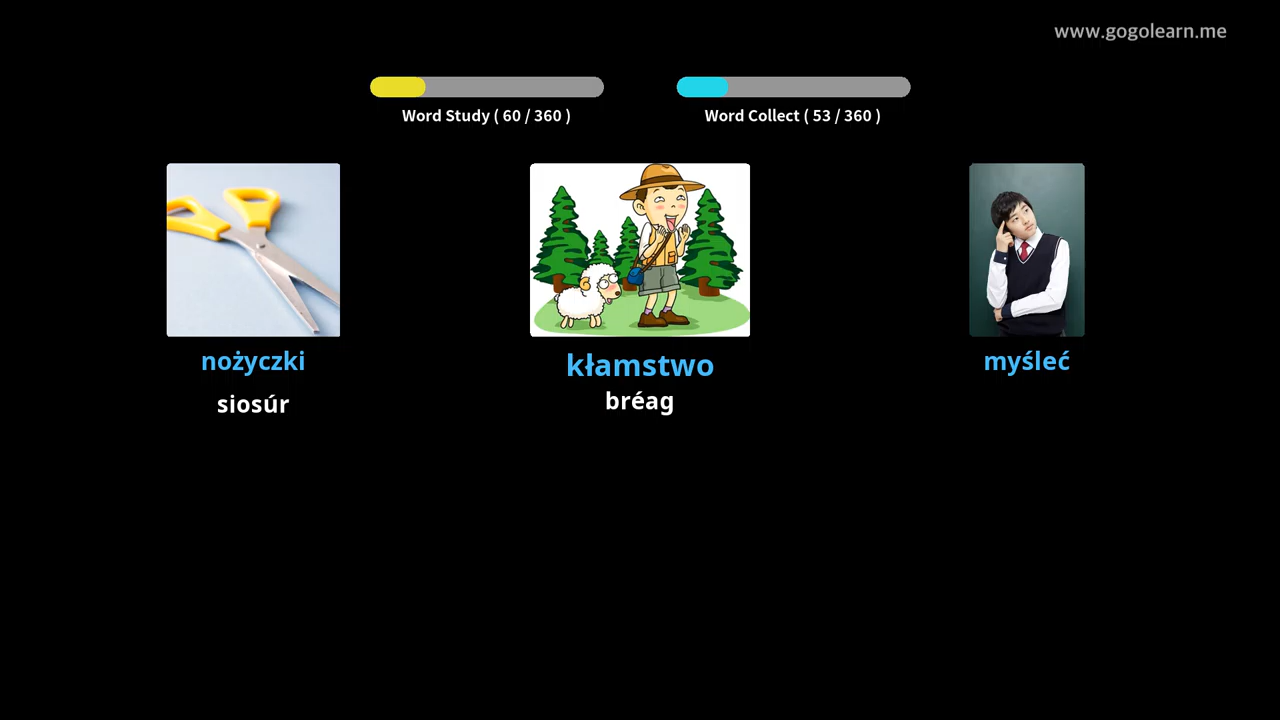 www.gogolearn.me
Word Study ( 60 / 360 )
Word Collect ( 53 / 360 )
nożyczki
siosúr
kłamstwo
bréag
myśleć